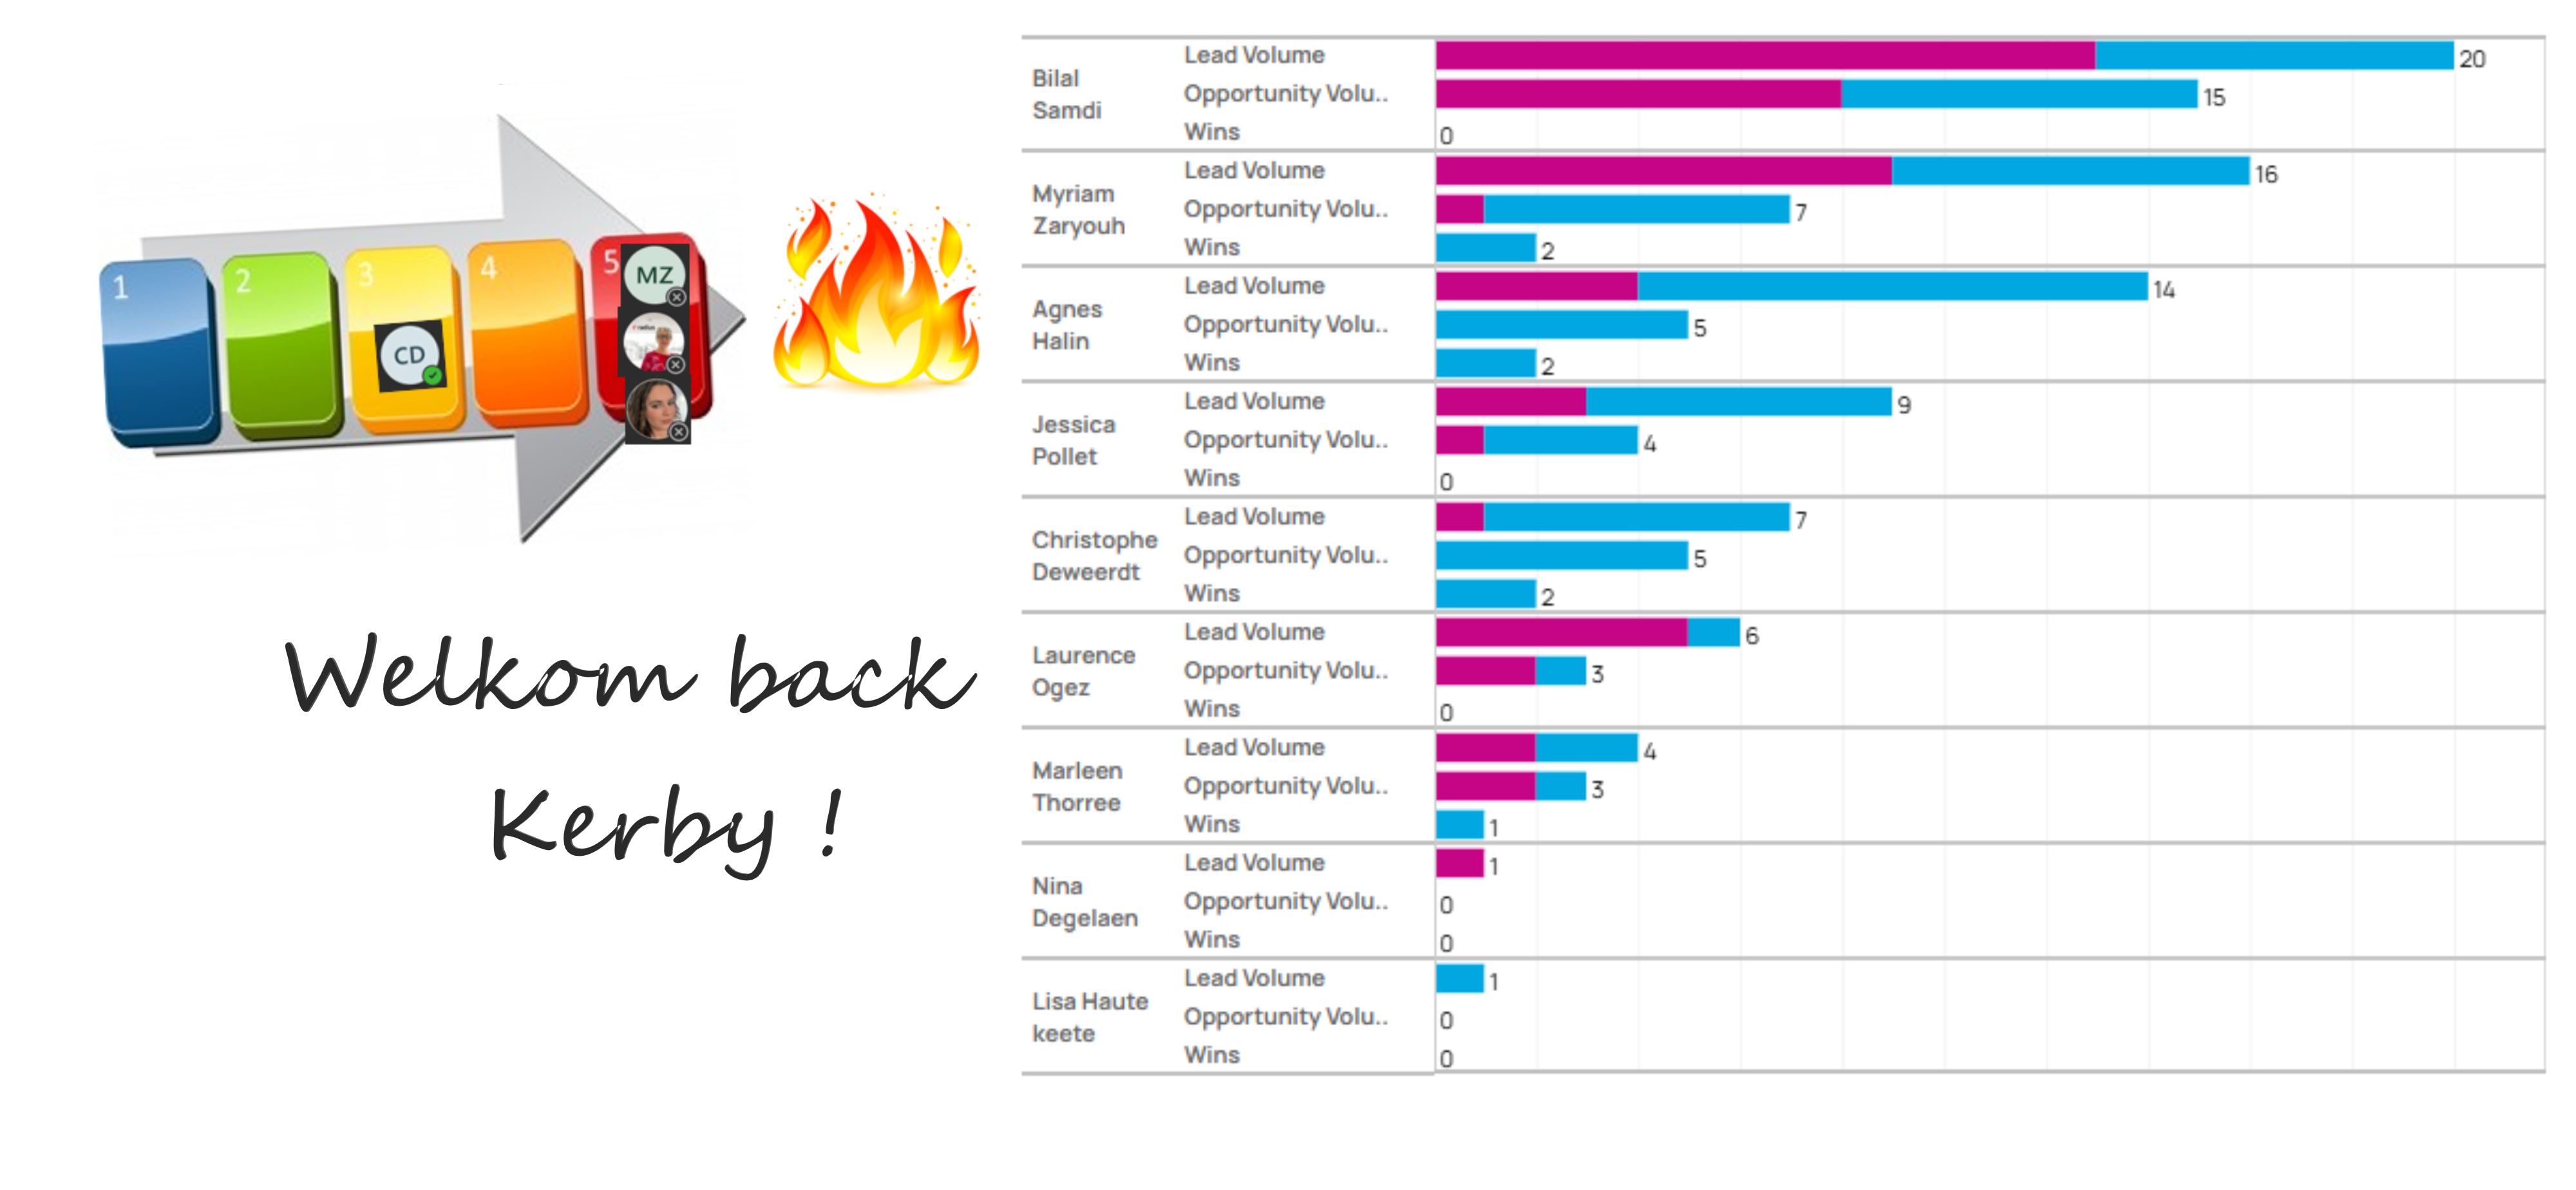 1
2
3
4
5
MZ
CD
Welkom back
Kerby !
Bilal
Samdi
Lead Volume 20
Opportunity Volu.. 15
Wins 0
Myriam
Zaryouh
Lead Volume 16
Opportunity Volu.. 7
Wins 2
Agnes
Halin
Lead Volume 14
Opportunity Volu.. 5
Wins 2
Jessica
Pollet
Lead Volume 9
Opportunity Volu.. 4
Wins 0
Christophe
Deweerdt
Lead Volume 7
Opportunity Volu.. 5
Wins 2
Laurence
Ogez
Lead Volume 6
Opportunity Volu.. 3
Wins 0
Marleen
Thorree
Lead Volume 4
Opportunity Volu.. 3
Wins 1
Nina
Degelaen
Lead Volume 1
Opportunity Volu.. 0
Wins 0
Lisa Haute
keete
Lead Volume 1
Opportunity Volu.. 0
Wins 0